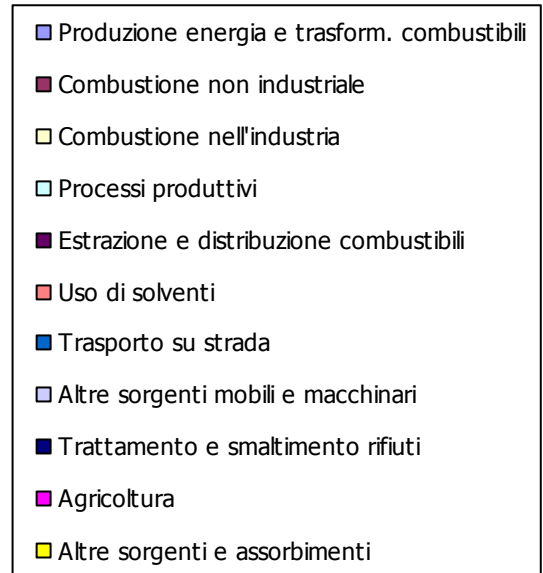 Produzione energia e trasform. combustibili
Combustione non industriale
Combustione nell'industria
Processi produttivi
Estrazione e distribuzione combustibili
Uso di solventi
Trasporto su strada
Altre sorgenti mobili e macchinari
Trattamento e smaltimento rifiuti
Agricoltura
Altre sorgenti e assorbimenti